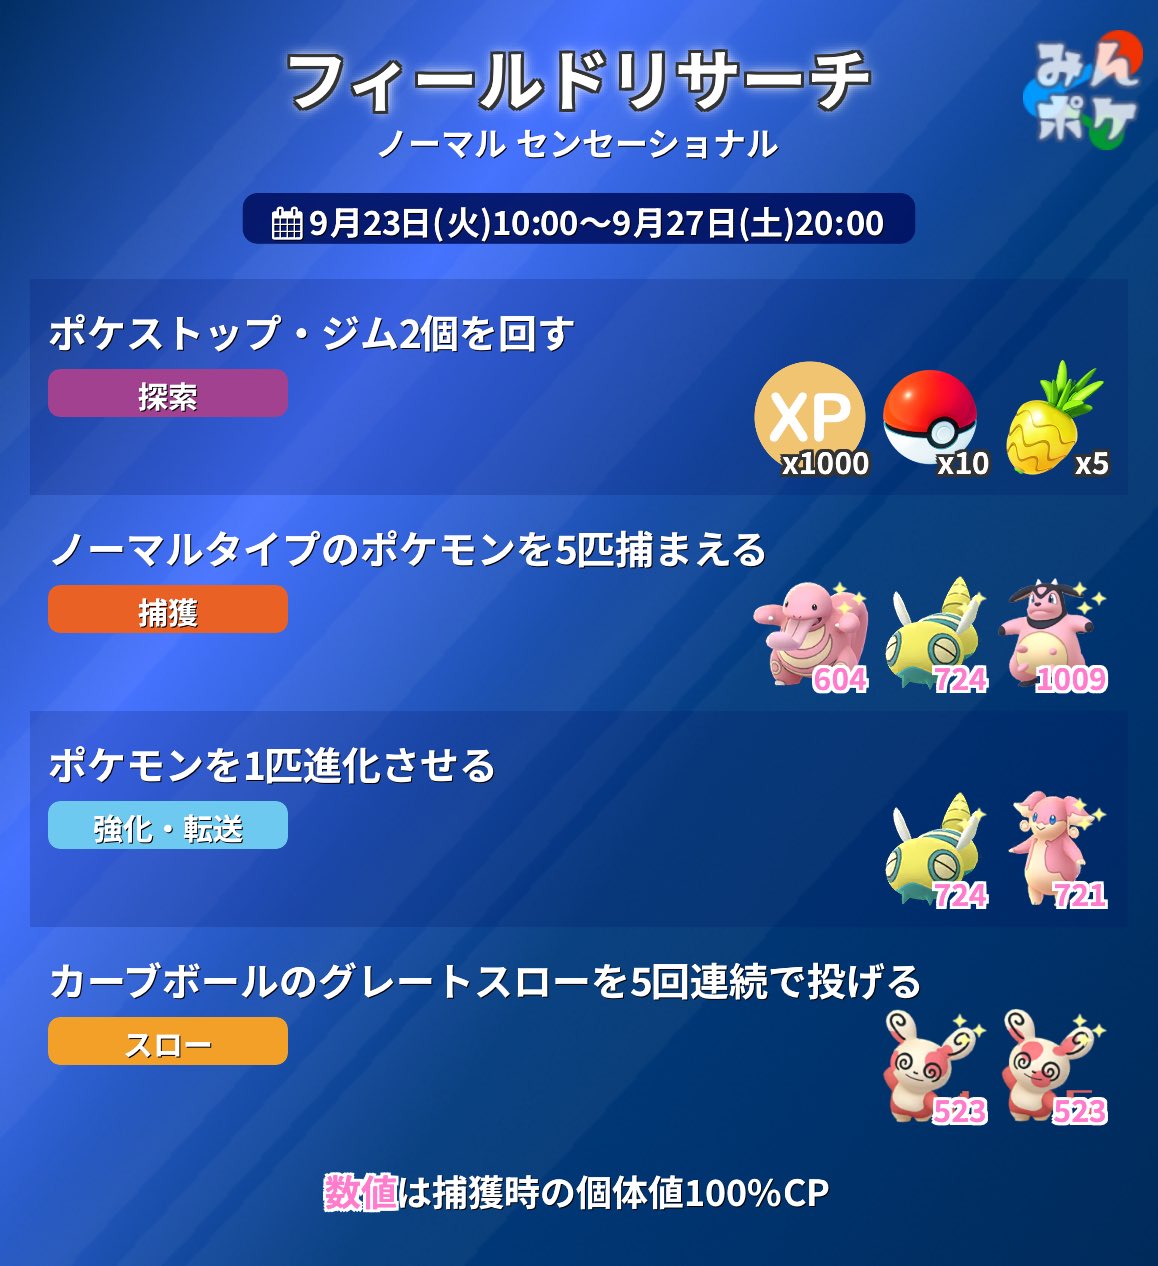 フィールドリサーチ
みん
ポケ
ノーマル センセーショナル
9月23日(火)10:00〜9月27日(土)20:00
ポケストップ・ジム2個を回す
探索
XP
x1000 x10 x5
ノーマルタイプのポケモンを5匹捕まえる
捕獲
604 724 1009
ポケモンを1匹進化させる
強化・転送
724 721
カーブボールのグレートスローを5回連続で投げる
スロー
523 523
数値は捕獲時の個体値100%CP